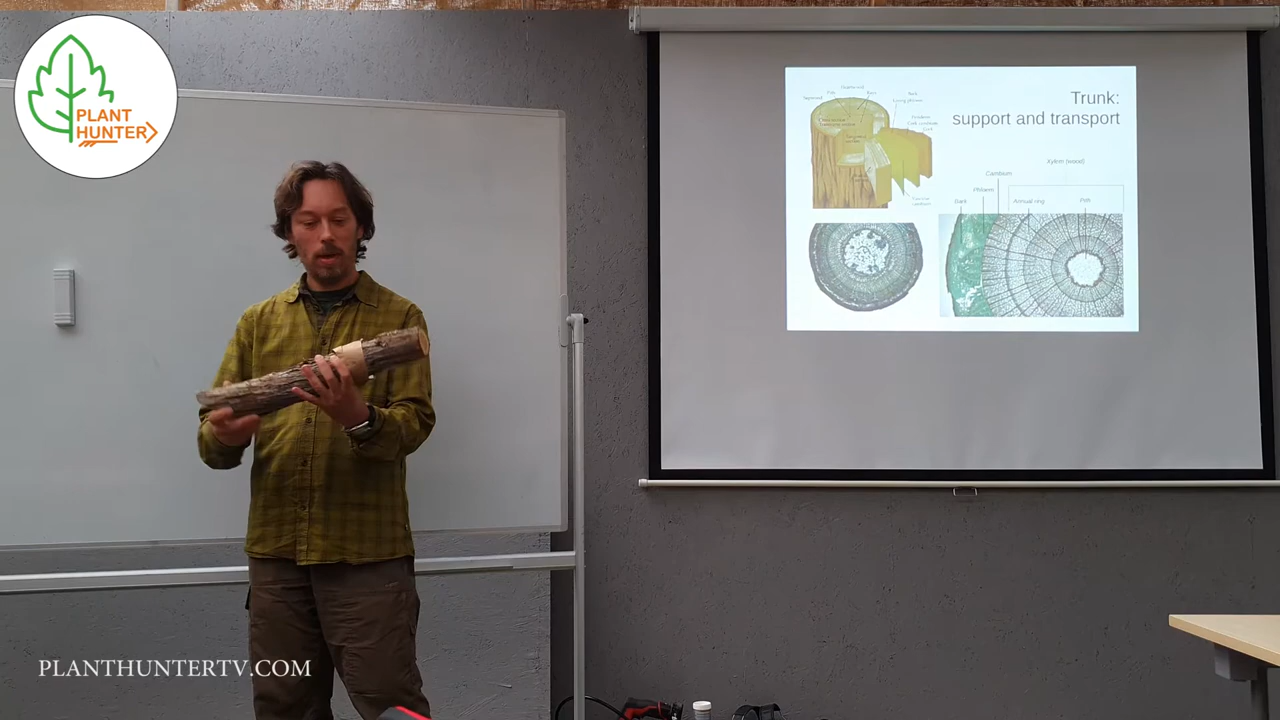 PLANT
HUNTER
Trunk:
support and transport
Xylem (wood)
Cambium
Phloem
Bark
Annual ring
Pith
PLANTHUNTERTV.COM